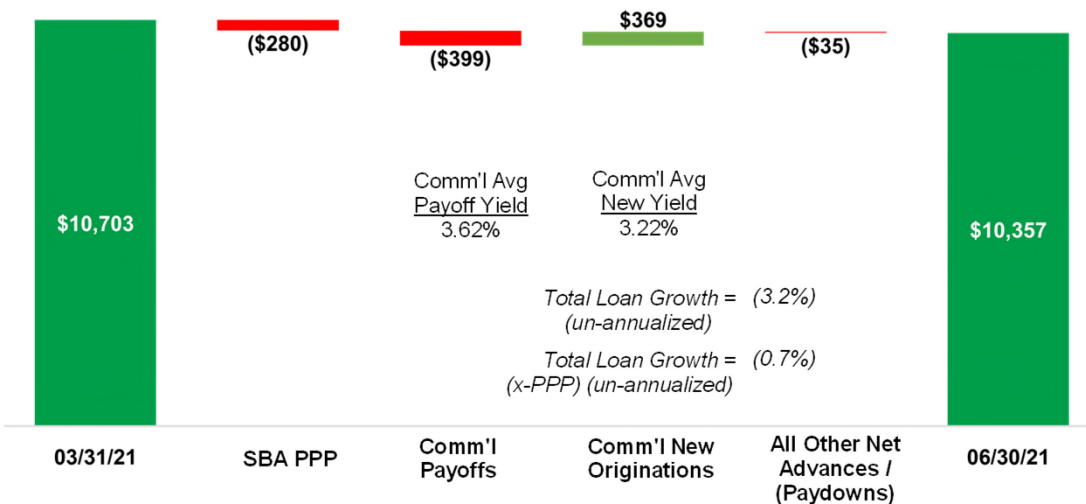 $369
($280)
($399)
($35)
Comm'l Avg
Payoff Yield
3.62%
Comm'l Avg
New Yield
3.22%
$10,703
$10,357
Total Loan Growth = (3.2%)
(un-annualized)
Total Loan Growth = (0.7%)
(x-PPP) (un-annualized)
03/31/21
SBA PPP
Comm'l
Payoffs
Comm'l New
Originations
All Other Net
Advances /
(Paydowns)
06/30/21